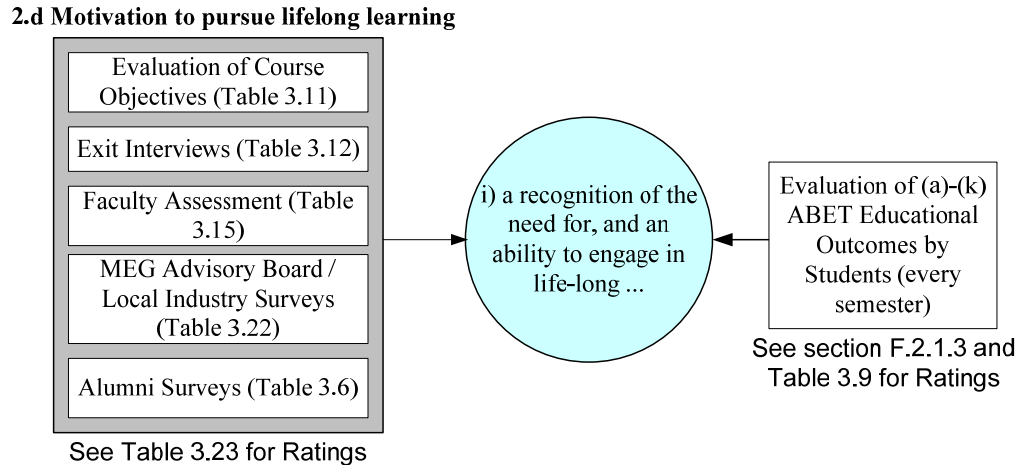 2.d Motivation to pursue lifelong learning
Evaluation of Course
Objectives (Table 3.11)
Exit Interviews (Table 3.12)
Faculty Assessment (Table
3.15)
MEG Advisory Board /
Local Industry Surveys
(Table 3.22)
Alumni Surveys (Table 3.6)
See Table 3.23 for Ratings
i) a recognition of the
need for, and an
ability to engage in
life-long ...
Evaluation of (a)-(k)
ABET Educational
Outcomes by
Students (every
semester)
See section F.2.1.3 and
Table 3.9 for Ratings